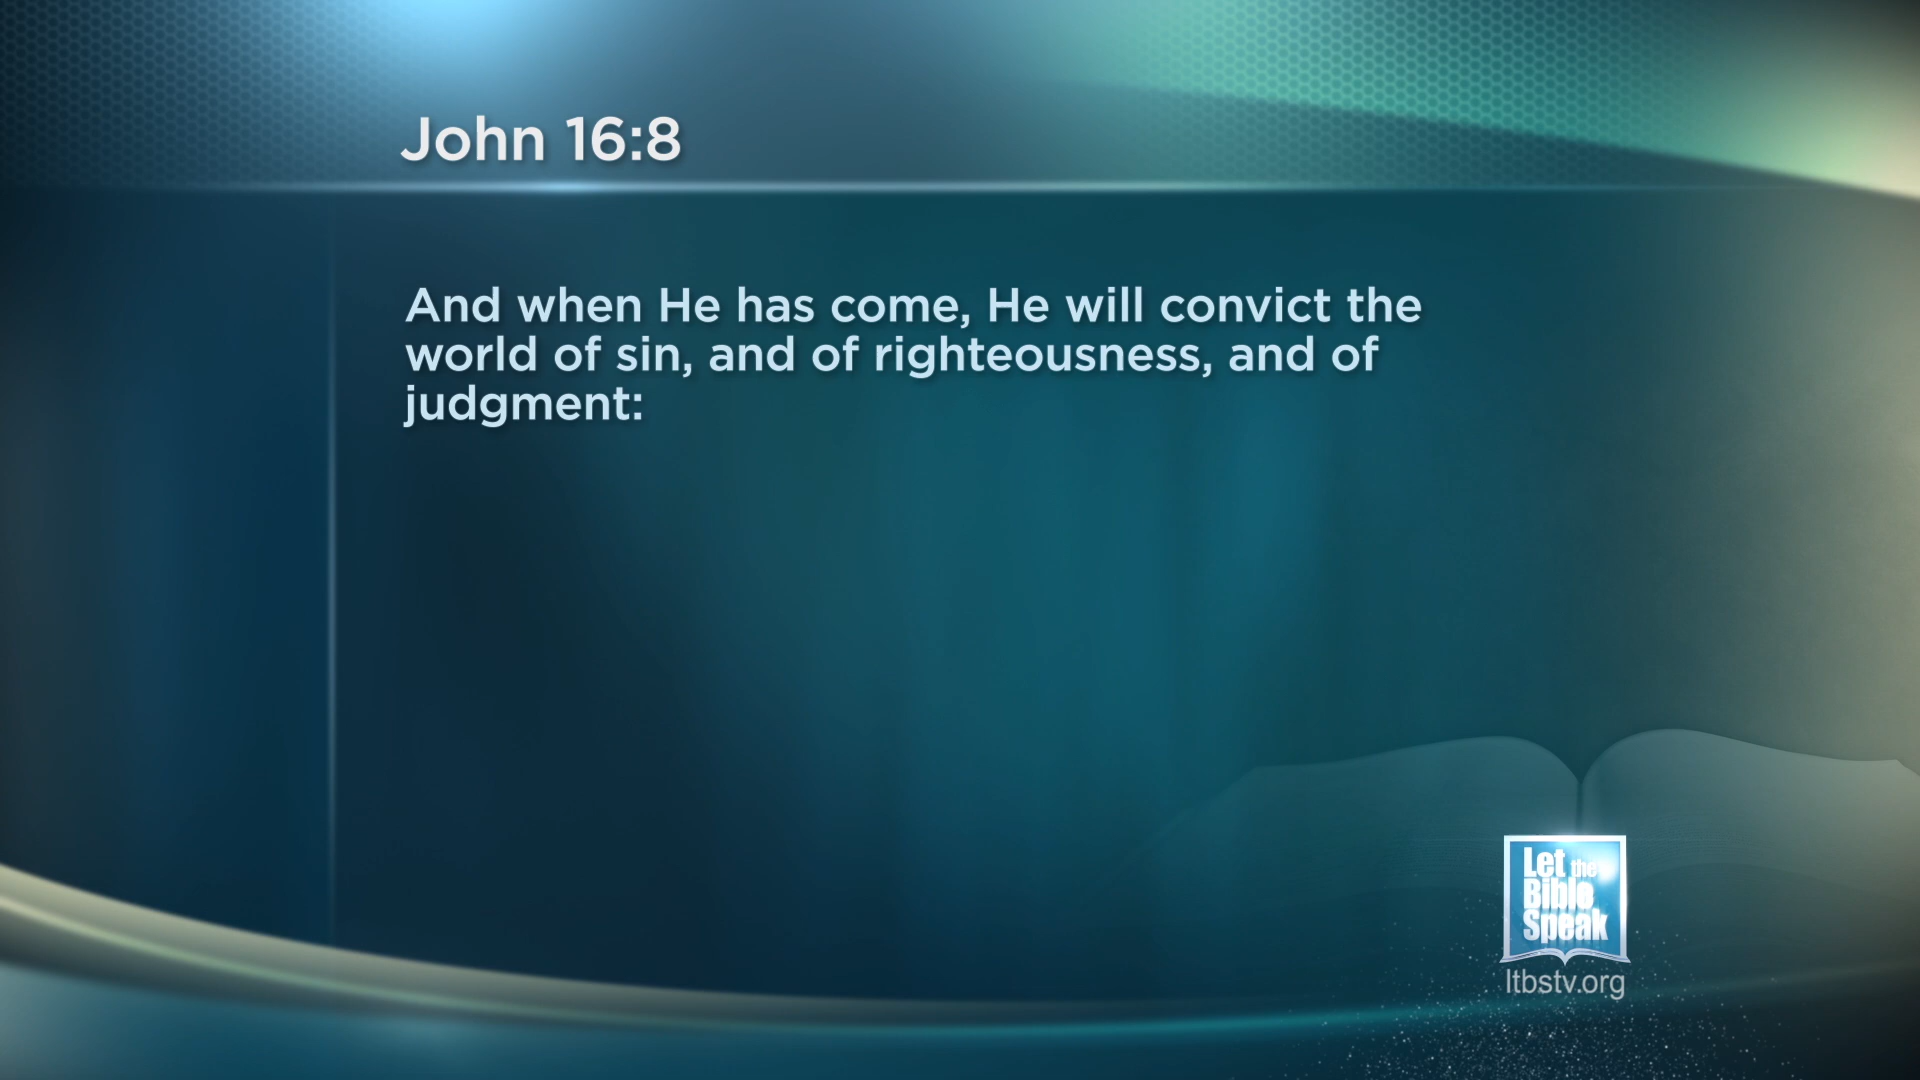 John 16:8
And when He has come, He will convict the
world of sin, and of righteousness, and of
judgment:
Let the
Bible
Speak
ltbstv.org